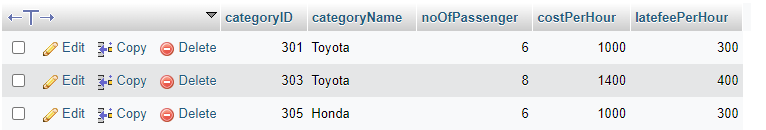 categoryID categoryName noOfPassenger costPerHour latefeePerHour
Edit Copy Delete 301 Toyota 6 1000 300
Edit Copy Delete 303 Toyota 8 1400 400
Edit Copy Delete 305 Honda 6 1000 300